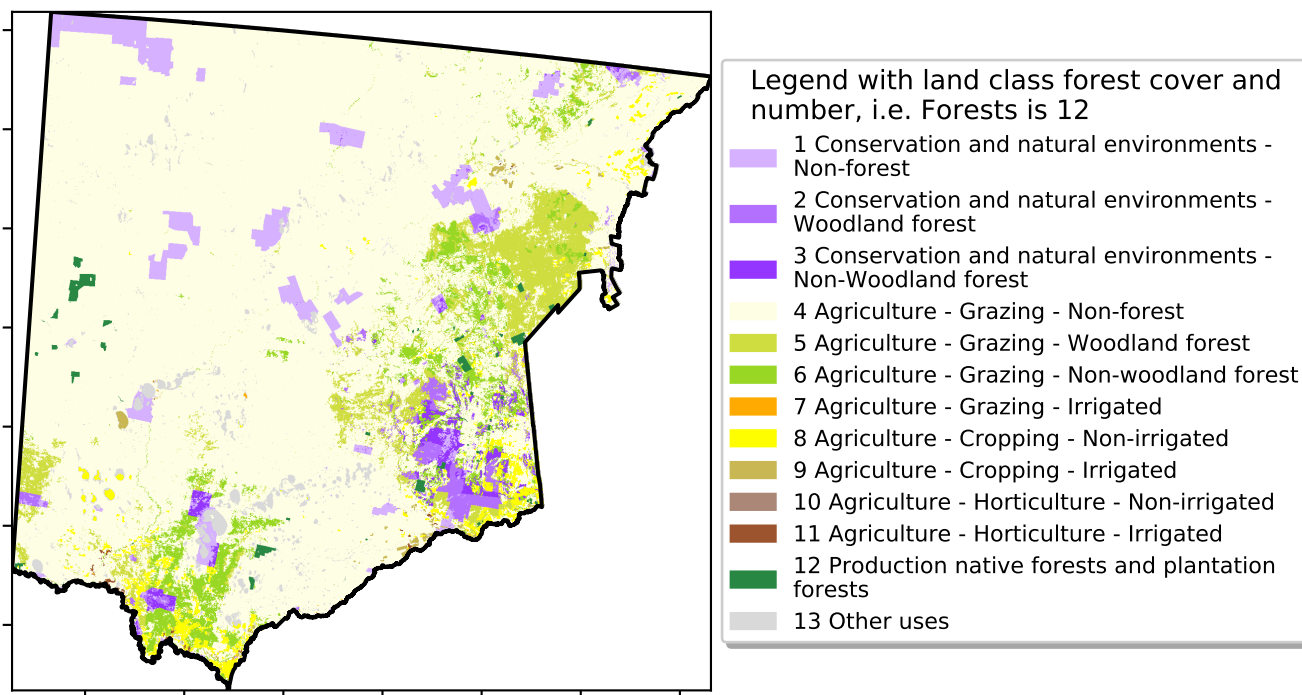 Legend with land class forest cover and
number, i.e. Forests is 12
1 Conservation and natural environments -
Non-forest
2 Conservation and natural environments -
Woodland forest
3 Conservation and natural environments -
Non-Woodland forest
4 Agriculture - Grazing - Non-forest
5 Agriculture - Grazing - Woodland forest
6 Agriculture - Grazing - Non-woodland forest
7 Agriculture - Grazing - Irrigated
8 Agriculture - Cropping - Non-irrigated
9 Agriculture - Cropping - Irrigated
10 Agriculture - Horticulture - Non-irrigated
11 Agriculture - Horticulture - Irrigated
12 Production native forests and plantation
forests
13 Other uses